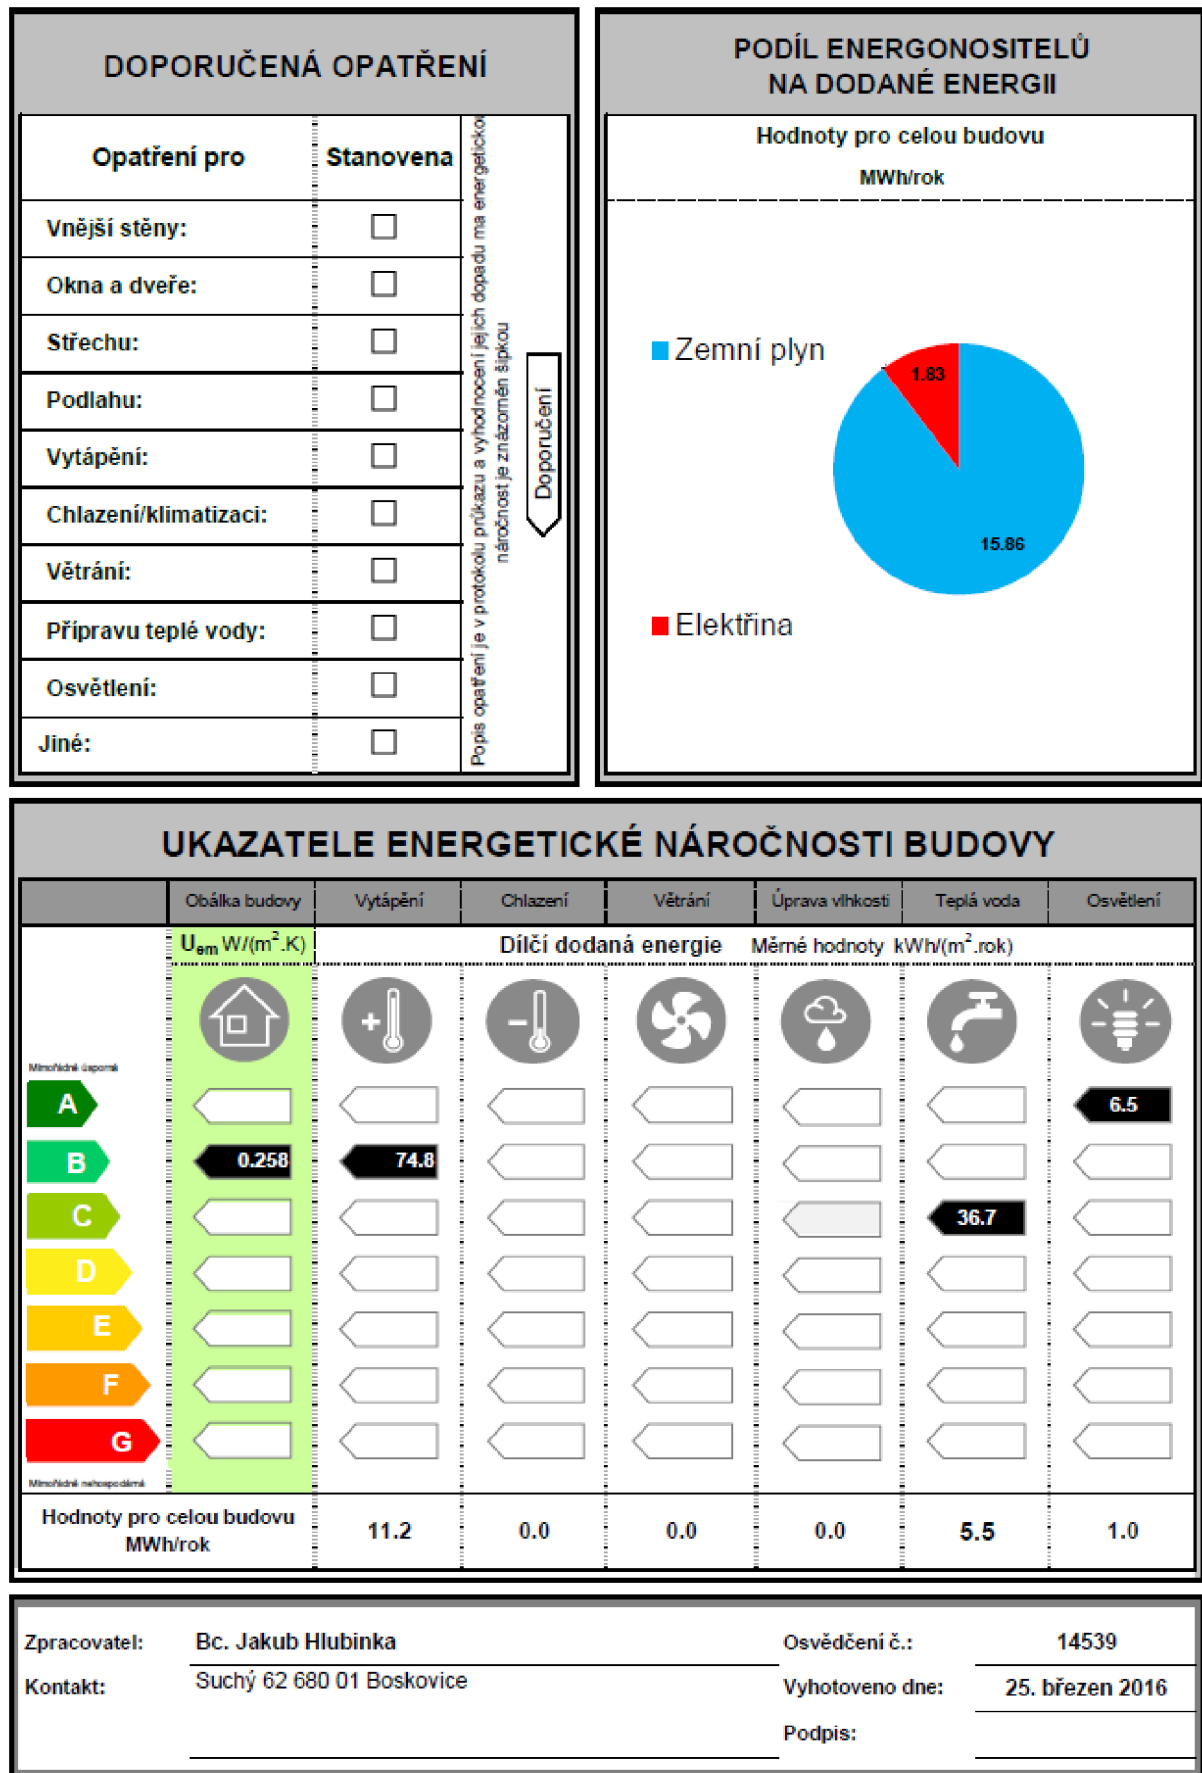 DOPORUČENÁ OPATŘENÍ
Opatření pro
Stanovena
Vnější stěny:
Okna a dveře:
Střechu:
Podlahu:
Vytápění:
Chlazení/klimatizaci:
Větrání:
Přípravu teplé vody:
Osvětlení:
Jiné:
Popis opatření je v protokolu průkazu a vyhodnocení jejich dopadu ma energetickou
náročnost je znázorněn šipkou
Doporučení
PODÍL ENERGONOSITELŮ
NA DODANÉ ENERGII
Hodnoty pro celou budovu
MWh/rok
Zemní plyn
Elektřina
1.83
15.86
UKAZATELE ENERGETICKÉ NÁROČNOSTI BUDOVY
Obálka budovy Vytápění Chlazení Větrání Úprava vlhkosti Teplá voda Osvětlení
Uem W/(m².K) Dílčí dodaná energie Měrné hodnoty kWh/(m².rok)
Mimořádně úsporná
A 6.5
B 0.258 74.8
C 36.7
D
E
F
G
Mimořádně nehospodárná
Hodnoty pro celou budovu
MWh/rok
11.2 0.0 0.0 0.0 5.5 1.0
Zpracovatel: Bc. Jakub Hlubinka
Kontakt: Suchý 62 680 01 Boskovice
Osvědčení č.: 14539
Vyhotoveno dne: 25. březen 2016
Podpis: